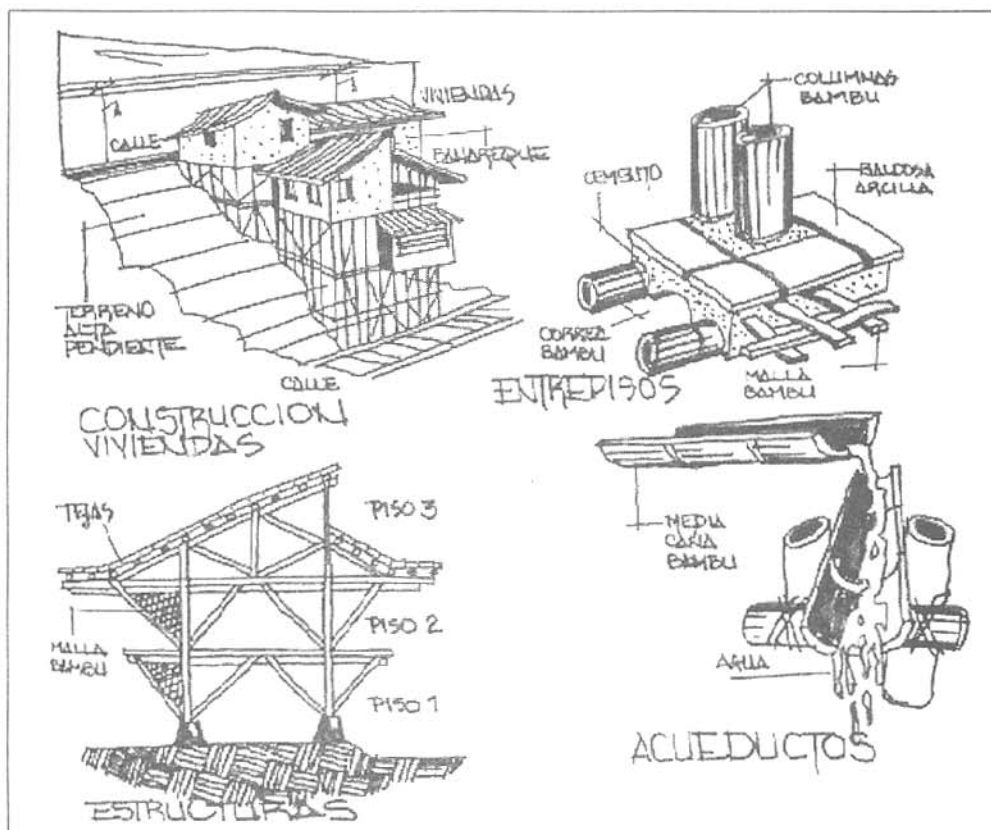 CALLE
VIVIENDAS
BAHAREQUE
TERRENO
ALTA
PENDIENTE
CALLE
CONSTRUCCION
VIVIENDAS
COLUMNAS
BAMBU
CEMENTO
BALDOSA
ARCILLA
CORREA
BAMBU
MALLA
BAMBU
ENTREPISOS
TEJAS
PISO 3
PISO 2
MALLA
BAMBU
PISO 1
ESTRUCTURAS
MEDIA
CAÑA
BAMBU
AGUA
ACUEDUCTOS